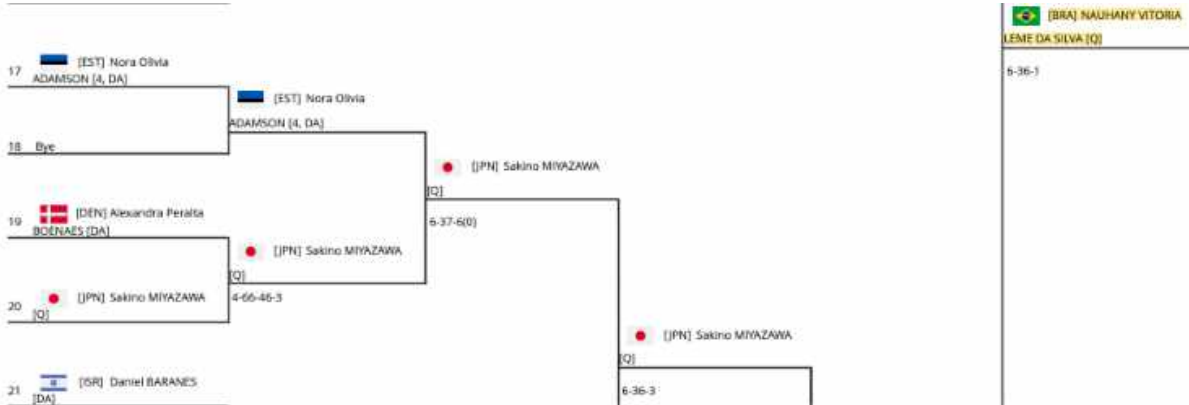 [BRA] NAUHANY VITORIA
LEME DA SILVA [Q]
6-36-1
17 [EST] Nora Olivia
ADAMSON [4, DA]
[EST] Nora Olivia
ADAMSON [4, DA]
18 Bye
[JPN] Sakino MIYAZAWA
[Q]
6-37-6(0)
19 [DEN] Alexandra Peralta
BOENAES [DA]
[JPN] Sakino MIYAZAWA
[Q]
4-66-46-3
20 [JPN] Sakino MIYAZAWA
[Q]
[JPN] Sakino MIYAZAWA
[Q]
6-36-3
21 [ISR] Daniel BARANES
[DA]